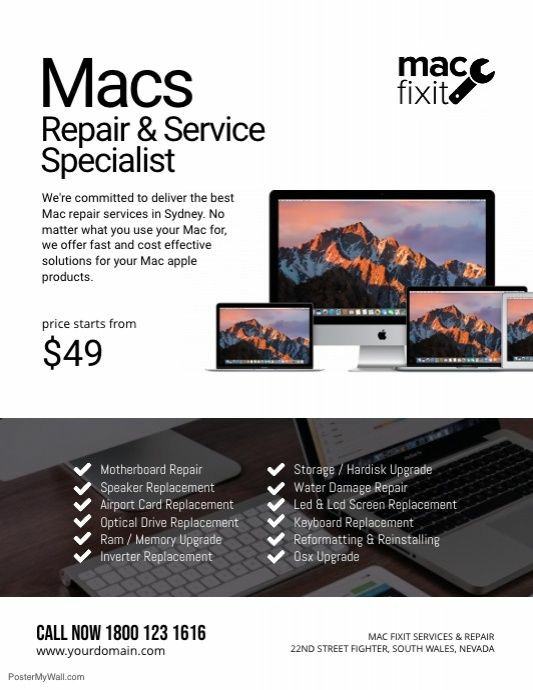 Macs
Repair & Service
Specialist
mac
fixit
We're committed to deliver the best
Mac repair services in Sydney. No
matter what you use your Mac for,
we offer fast and cost effective
solutions for your Mac apple
products.
price starts from
$49
Motherboard Repair
Speaker Replacement
Airport Card Replacement
Optical Drive Replacement
Ram / Memory Upgrade
Inverter Replacement
Storage / Hardisk Upgrade
Water Damage Repair
Led & Lcd Screen Replacement
Keyboard Replacement
Reformatting & Reinstalling
Osx Upgrade
CALL NOW 1800 123 1616
www.yourdomain.com
MAC FIXIT SERVICES & REPAIR
22ND STREET FIGHTER, SOUTH WALES, NEVADA
PosterMyWall.com